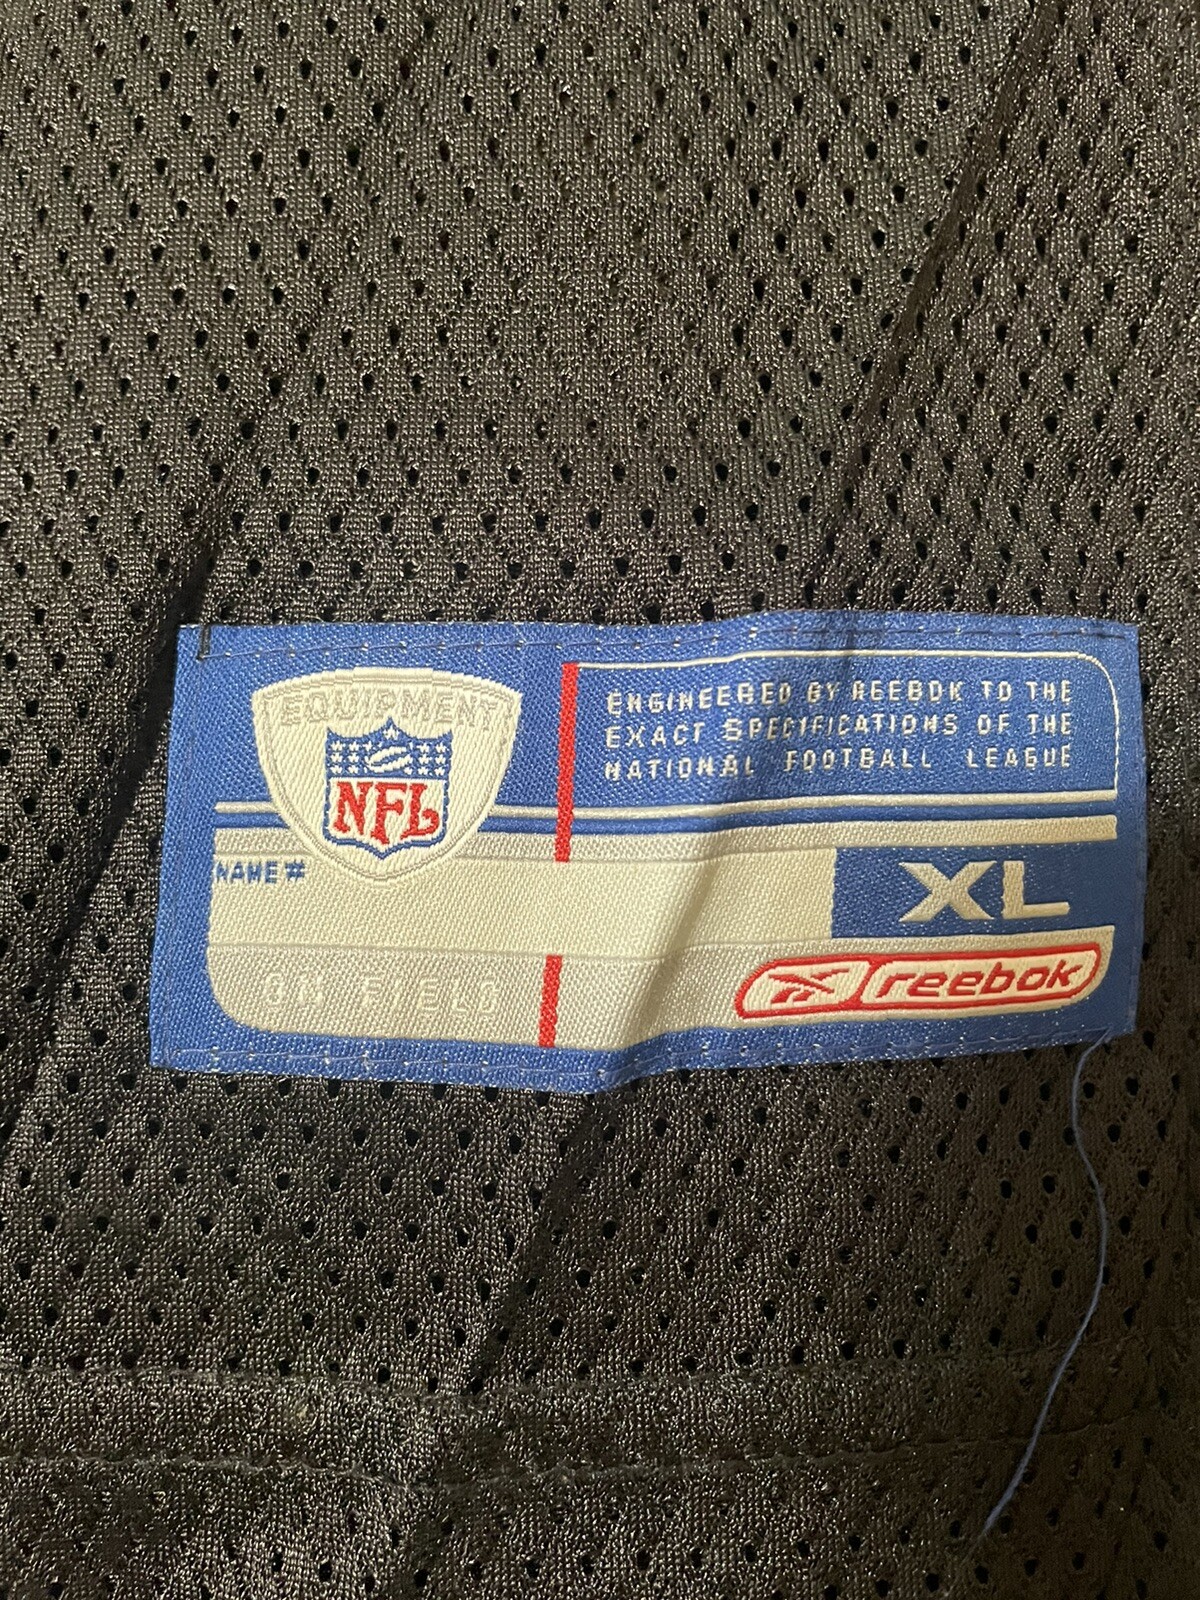 EQUIPMENT
NFL
ENGINEERED BY REEBOK TO THE
EXACT SPECIFICATIONS OF THE
NATIONAL FOOTBALL LEAGUE
NAME #
XL
ON FIELD
reebok